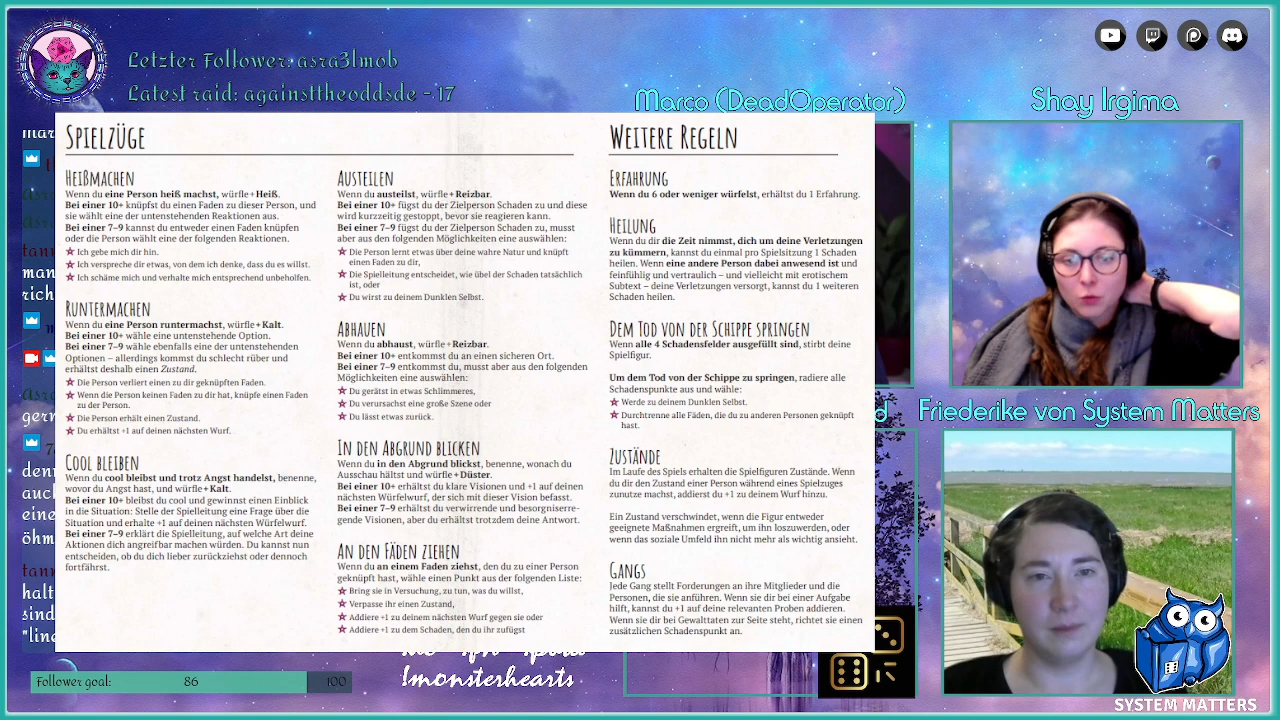 Letzter Follower: asra3lmob
Latest raid: againsttheoddsde - 17
Marco (DeadOperator)
Shay Irgima
SPIELZÜGE
HEIßMACHEN
Wenn du eine Person heiß machst, würfle+Heiß.
Bei einer 10+ knüpfst du einen Faden zu dieser Person, und
sie wählt eine der untenstehenden Reaktionen aus.
Bei einer 7–9 kannst du entweder einen Faden knüpfen
oder die Person wählt eine der folgenden Reaktionen.
Ich gebe mich dir hin.
Ich verspreche dir etwas, von dem ich denke, dass du es willst.
Ich schäme mich und verhalte mich entsprechend unbeholfen.
RUNTERMACHEN
Wenn du eine Person runtermachst, würfle+Kalt.
Bei einer 10+ wähle eine untenstehende Option.
Bei einer 7–9 wähle ebenfalls eine der untenstehenden
Optionen – allerdings kommst du schlecht rüber und
erhältst deshalb einen Zustand.
Die Person verliert einen zu dir geknüpften Faden.
Wenn die Person keinen Faden zu dir hat, knüpfe einen Faden
zu der Person.
Die Person erhält einen Zustand.
Du erhältst +1 auf deinen nächsten Wurf.
COOL BLEIBEN
Wenn du cool bleibst und trotz Angst handelst, benenne,
wovor du Angst hast, und würfle+Kalt.
Bei einer 10+ bleibst du cool und gewinnst einen Einblick
in die Situation: Stelle der Spielleitung eine Frage über die
Situation und erhalte +1 auf deinen nächsten Würfelwurf.
Bei einer 7–9 erklärt die Spielleitung, auf welche Art deine
Aktionen dich angreifbar machen würden. Du kannst nun
entscheiden, ob du dich lieber zurückziehst oder dennoch
fortfährst.
AUSTEILEN
Wenn du austeilst, würfle+Reizbar.
Bei einer 10+ fügst du der Zielperson Schaden zu und diese
wird kurzzeitig gestoppt, bevor sie reagieren kann.
Bei einer 7–9 fügst du der Zielperson Schaden zu, musst
aber aus den folgenden Möglichkeiten eine auswählen:
Die Person lernt etwas über deine wahre Natur und knüpft
einen Faden zu dir,
Die Spielleitung entscheidet, wie übel der Schaden tatsächlich
ist, oder
Du wirst zu deinem Dunklen Selbst.
ABHAUEN
Wenn du abhaust, würfle+Reizbar.
Bei einer 10+ entkommst du an einen sicheren Ort.
Bei einer 7–9 entkommst du, musst aber aus den folgenden
Möglichkeiten eine auswählen:
Du gerätst in etwas Schlimmeres,
Du verursachst eine große Szene oder
Du lässt etwas zurück.
IN DEN ABGRUND BLICKEN
Wenn du in den Abgrund blickst, benenne, wonach du
Ausschau hältst und würfle+Düster.
Bei einer 10+ erhältst du klare Visionen und +1 auf deinen
nächsten Würfelwurf, der sich mit dieser Vision befasst.
Bei einer 7–9 erhältst du verwirrende und besorgniserre-
gende Visionen, aber du erhältst trotzdem deine Antwort.
AN DEN FÄDEN ZIEHEN
Wenn du an einem Faden ziehst, den du zu einer Person
geknüpft hast, wähle einen Punkt aus der folgenden Liste:
Bring sie in Versuchung, zu tun, was du willst,
Verpasse ihr einen Zustand,
Addiere +1 zu deinem nächsten Wurf gegen sie oder
Addiere +1 zu dem Schaden, den du ihr zufügst
WEITERE REGELN
ERFAHRUNG
Wenn du 6 oder weniger würfelst, erhältst du 1 Erfahrung.
HEILUNG
Wenn du dir die Zeit nimmst, dich um deine Verletzungen
zu kümmern, kannst du einmal pro Spielsitzung 1 Schaden
heilen. Wenn eine andere Person dabei anwesend ist und
feinfühlig und vertraulich – und vielleicht mit erotischem
Subtext – deine Verletzungen versorgt, kannst du 1 weiteren
Schaden heilen.
DEM TOD VON DER SCHIPPE SPRINGEN
Wenn alle 4 Schadensfelder ausgefüllt sind, stirbt deine
Spielfigur.
Um dem Tod von der Schippe zu springen, radiere alle
Schadenspunkte aus und wähle:
Werde zu deinem Dunklen Selbst.
Durchtrenne alle Fäden, die du zu anderen Personen geknüpft
hast.
ZUSTÄNDE
Im Laufe des Spiels erhalten die Spielfiguren Zustände. Wenn
du dir den Zustand einer Person während eines Spielzuges
zunutze machst, addierst du +1 zu deinem Wurf hinzu.
Ein Zustand verschwindet, wenn die Figur entweder
geeignete Maßnahmen ergreift, um ihn loszuwerden, oder
wenn das soziale Umfeld ihn nicht mehr als wichtig ansieht.
GANGS
Jede Gang stellt Forderungen an ihre Mitglieder und die
Personen, die sie anführen. Wenn sie dir bei einer Aufgabe
hilft, kannst du +1 auf deine relevanten Proben addieren.
Wenn sie dir bei Gewalttaten zur Seite steht, richtet sie einen
zusätzlichen Schadenspunkt an.
Friederike von System Matters
!monsterhearts
Follower goal: 86 100
SYSTEM MATTERS